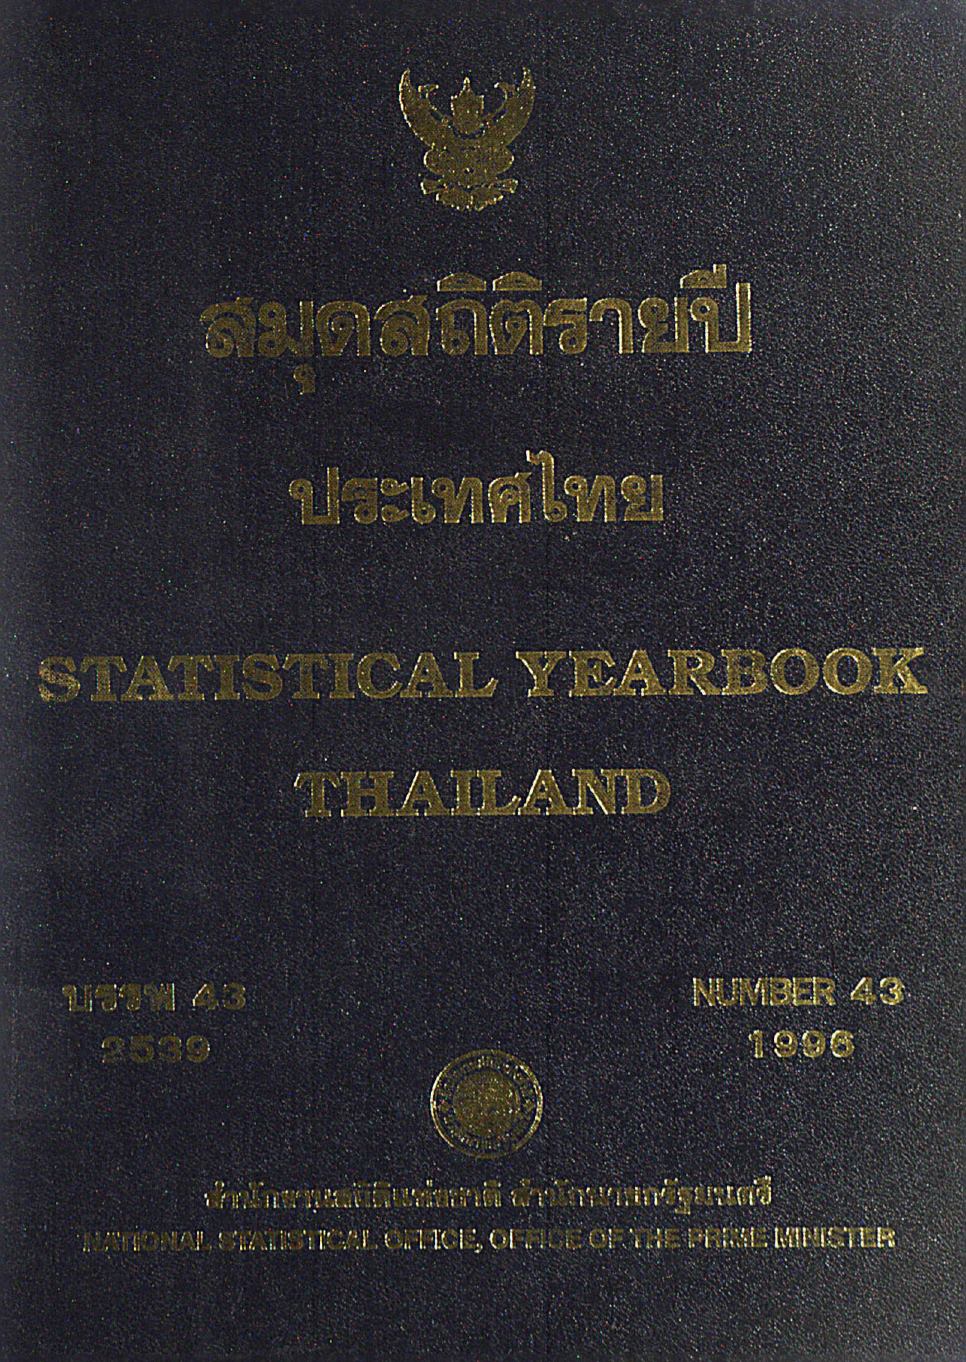 สมุดสถิติรายปี
ประเทศไทย
STATISTICAL YEARBOOK
THAILAND
บรรพ 43
2539
NUMBER 43
1996
สำนักงานสถิติแห่งชาติ สำนักนายกรัฐมนตรี
NATIONAL STATISTICAL OFFICE, OFFICE OF THE PRIME MINISTER